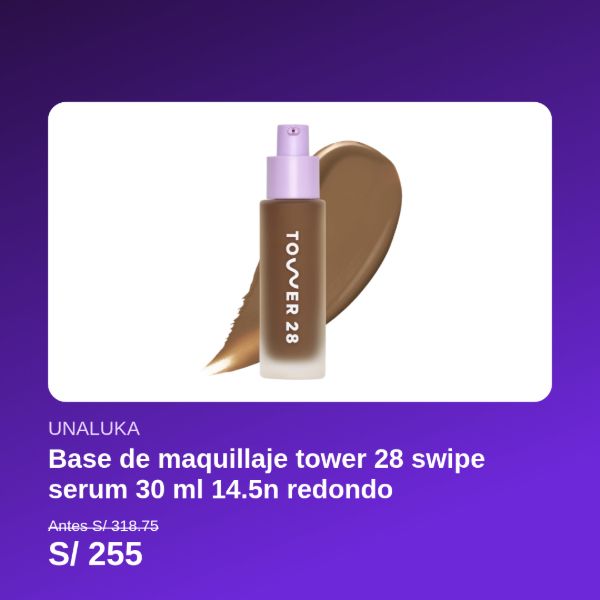 TOWER 28
UNALUKA
Base de maquillaje tower 28 swipe
serum 30 ml 14.5n redondo
Antes S/ 318.75
S/ 255